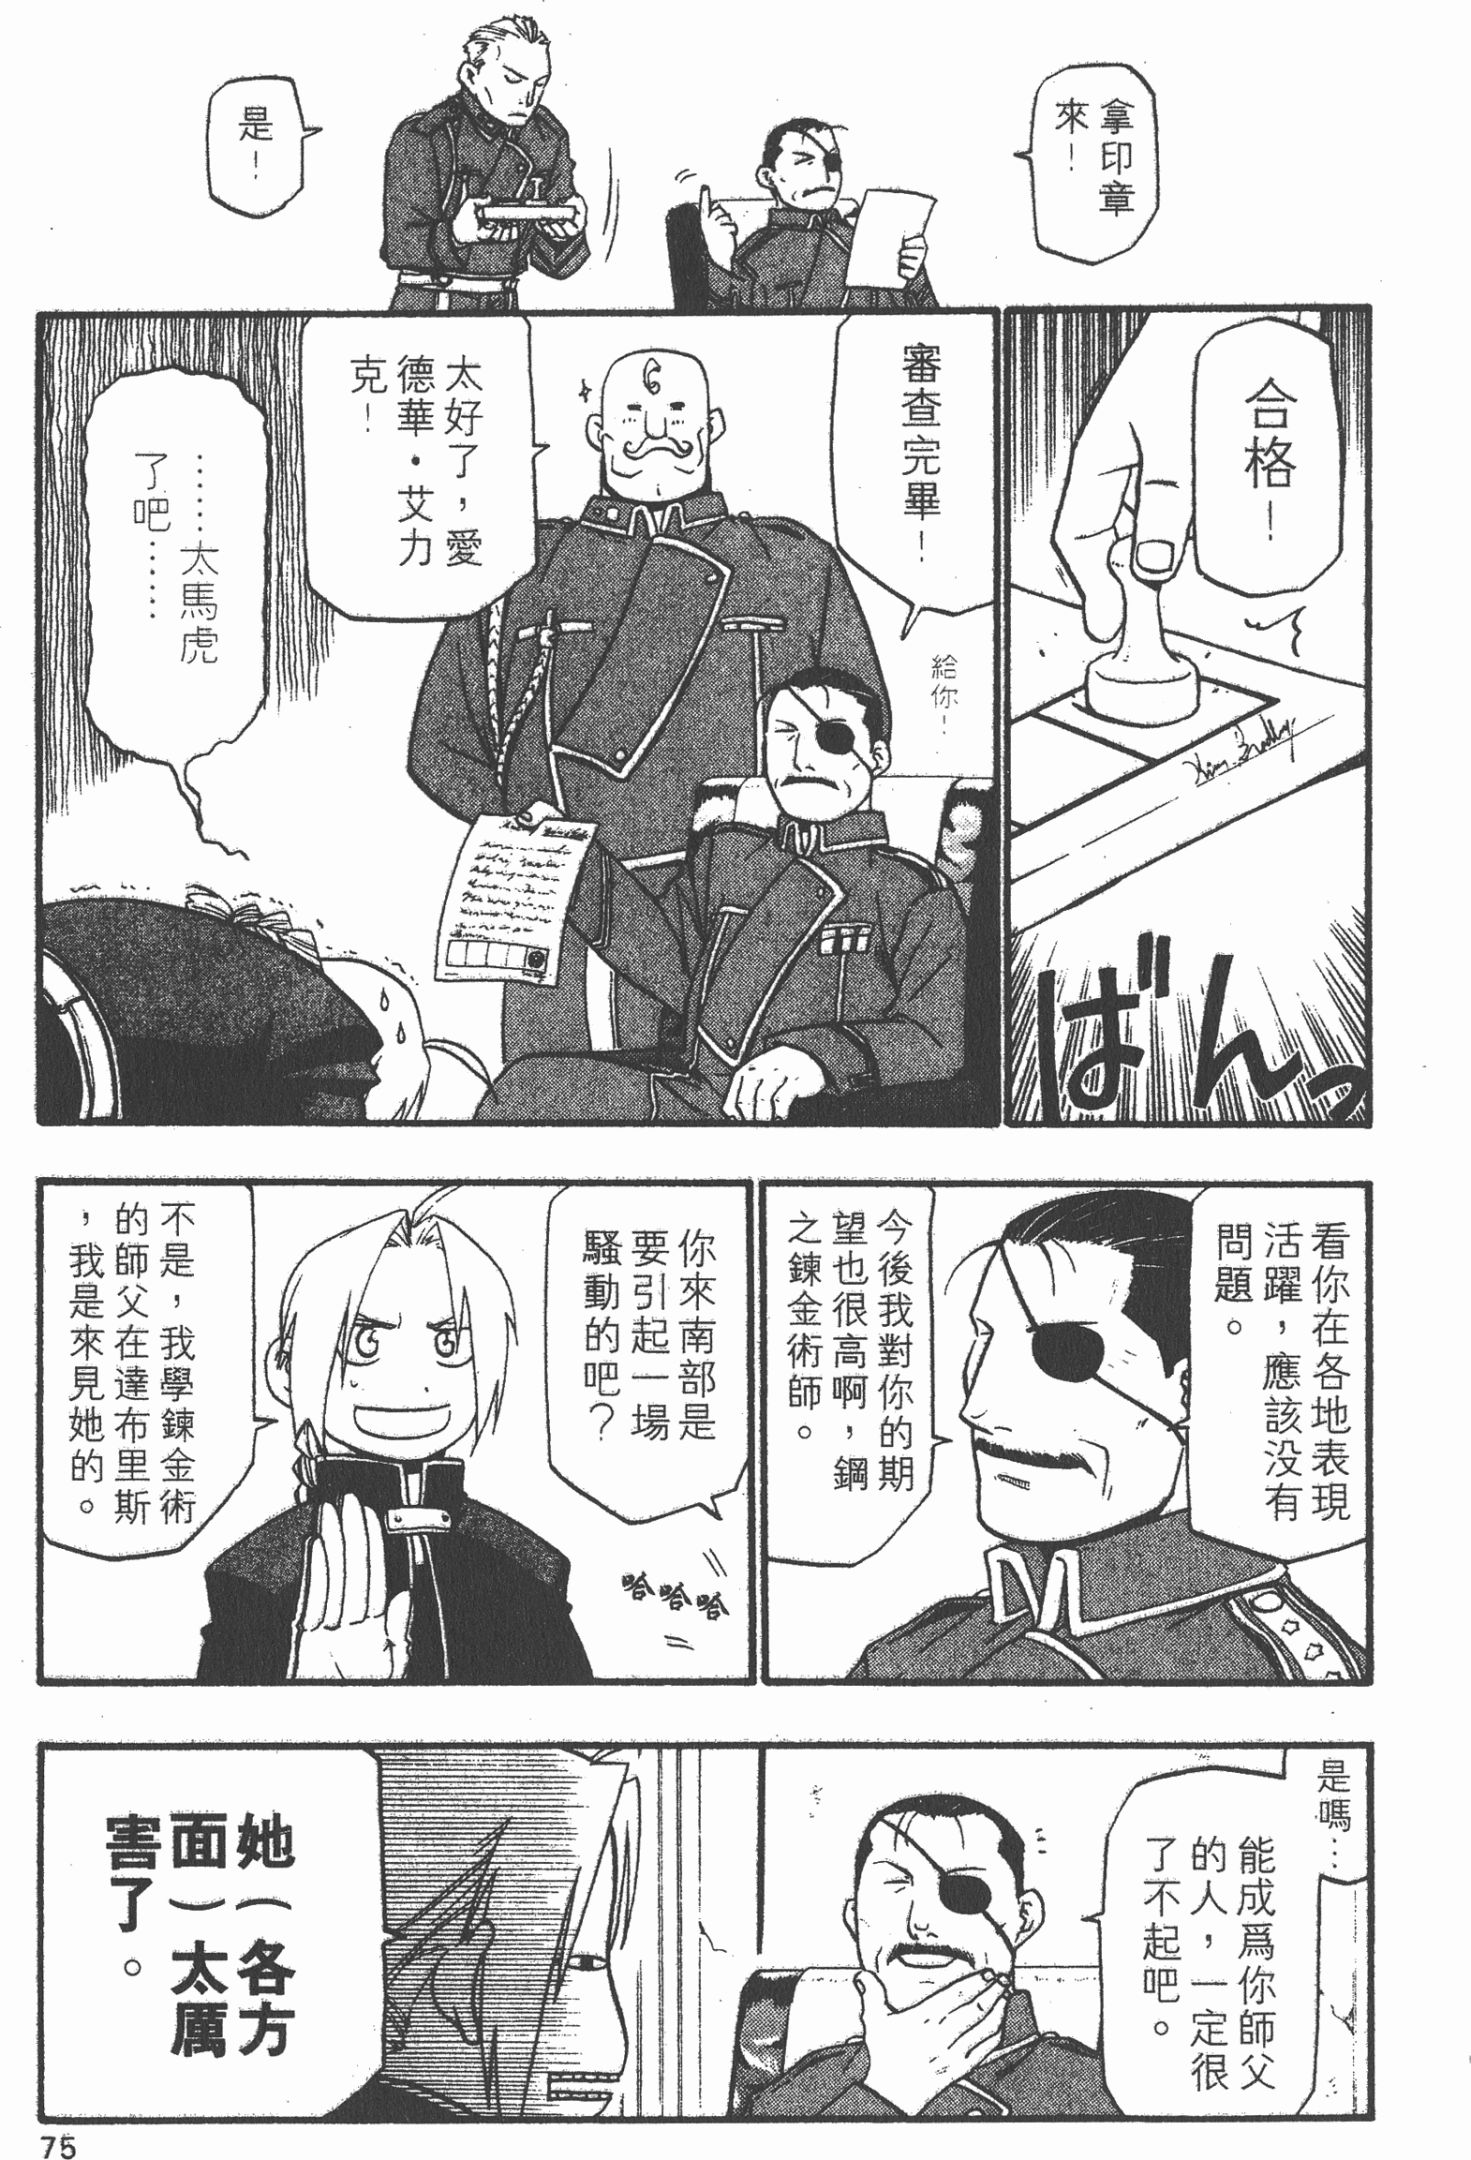 拿印章
來！
是！
合格！
King Bradley
ばんっ
審查完畢！
給你！
太好了，愛
德華・艾力
克！
……太馬虎
了吧……
看你在各地表現
活躍，應該沒有
問題。
今後我對你的期
望也很高啊，鋼
之鍊金術師。
你來南部是
要引起一場
騷動的吧？
哈哈哈
不是，我學鍊金術
的師父在達布里斯
，我是來見她的。
是嗎…
能成爲你師父
的人，一定很
了不起吧。
她（各方
面）太厲
害了。
75